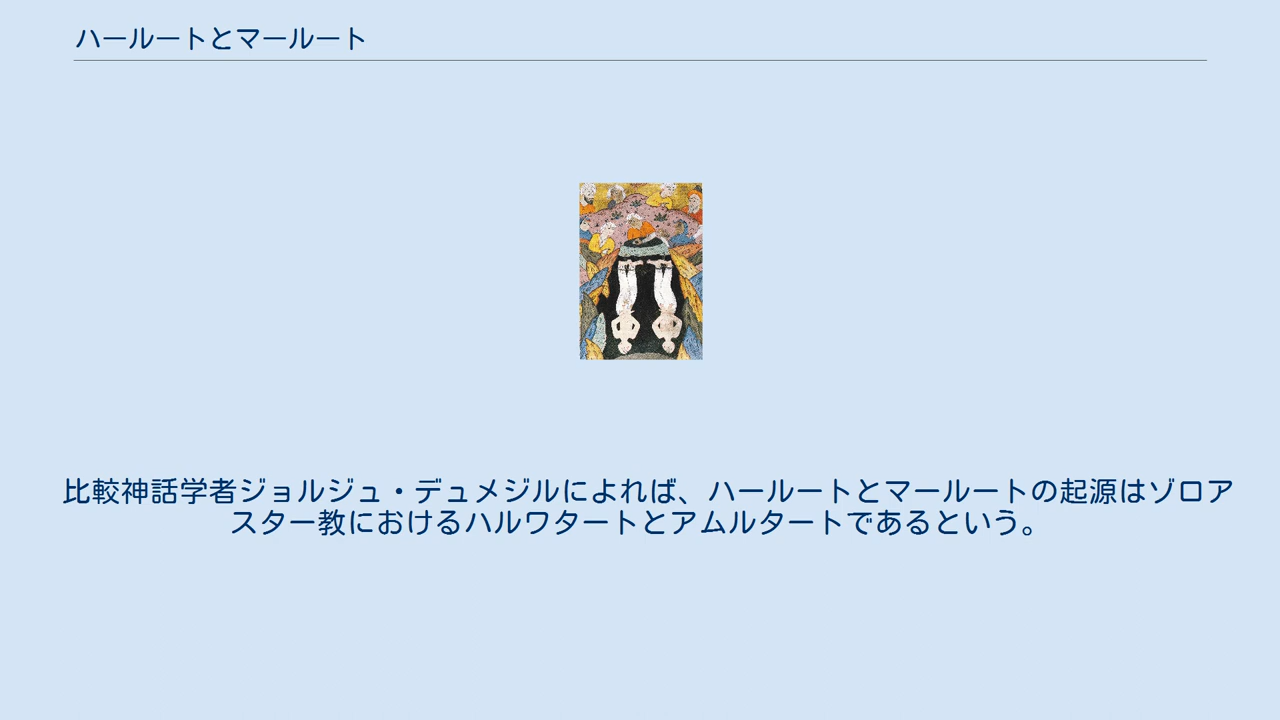 ハールートとマールート
比較神話学者ジョルジュ・デュメジルによれば、ハールートとマールートの起源はゾロア
スター教におけるハルワタートとアムルタートであるという。